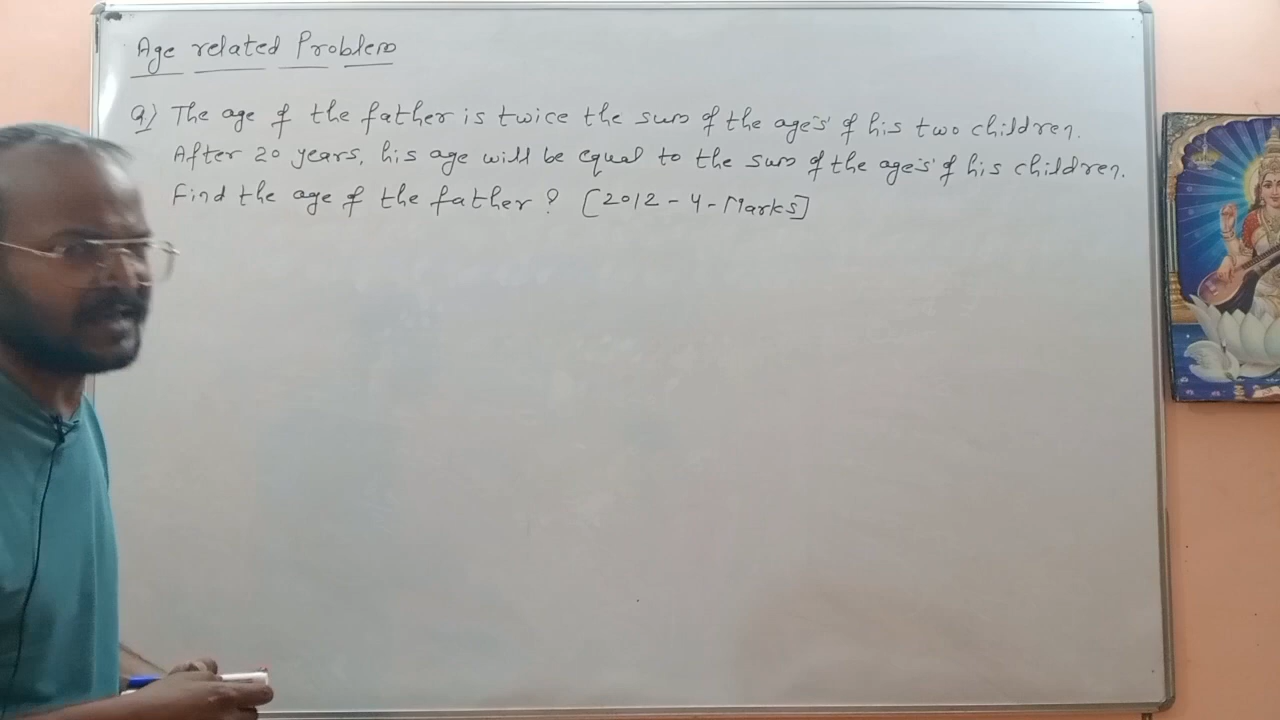 Age related Problem
Q) The age of the father is twice the sum of the age's of his two children.
After 20 years, his age will be equal to the sum of the age's of his children.
Find the age of the father ? [2012 - 4 - Marks]